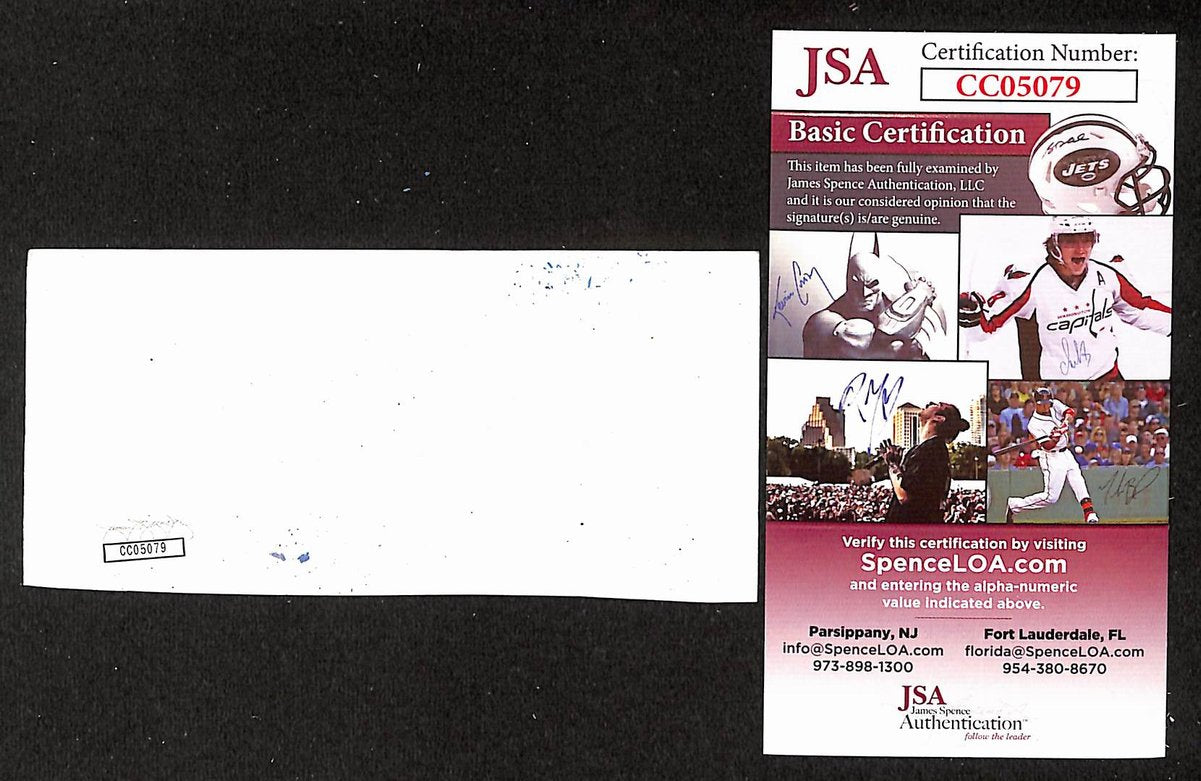 CC05079
JSA
Certification Number:
CC05079
Basic Certification
This item has been fully examined by
James Spence Authentication, LLC
and it is our considered opinion that the
signature(s) is/are genuine.
JETS
A
WASHINGTON
capitals
Verify this certification by visiting
SpenceLOA.com
and entering the alpha-numeric
value indicated above.
Parsippany, NJ
info@SpenceLOA.com
973-898-1300
Fort Lauderdale, FL
florida@SpenceLOA.com
954-380-8670
JSA
James Spence
Authentication™
follow the leader